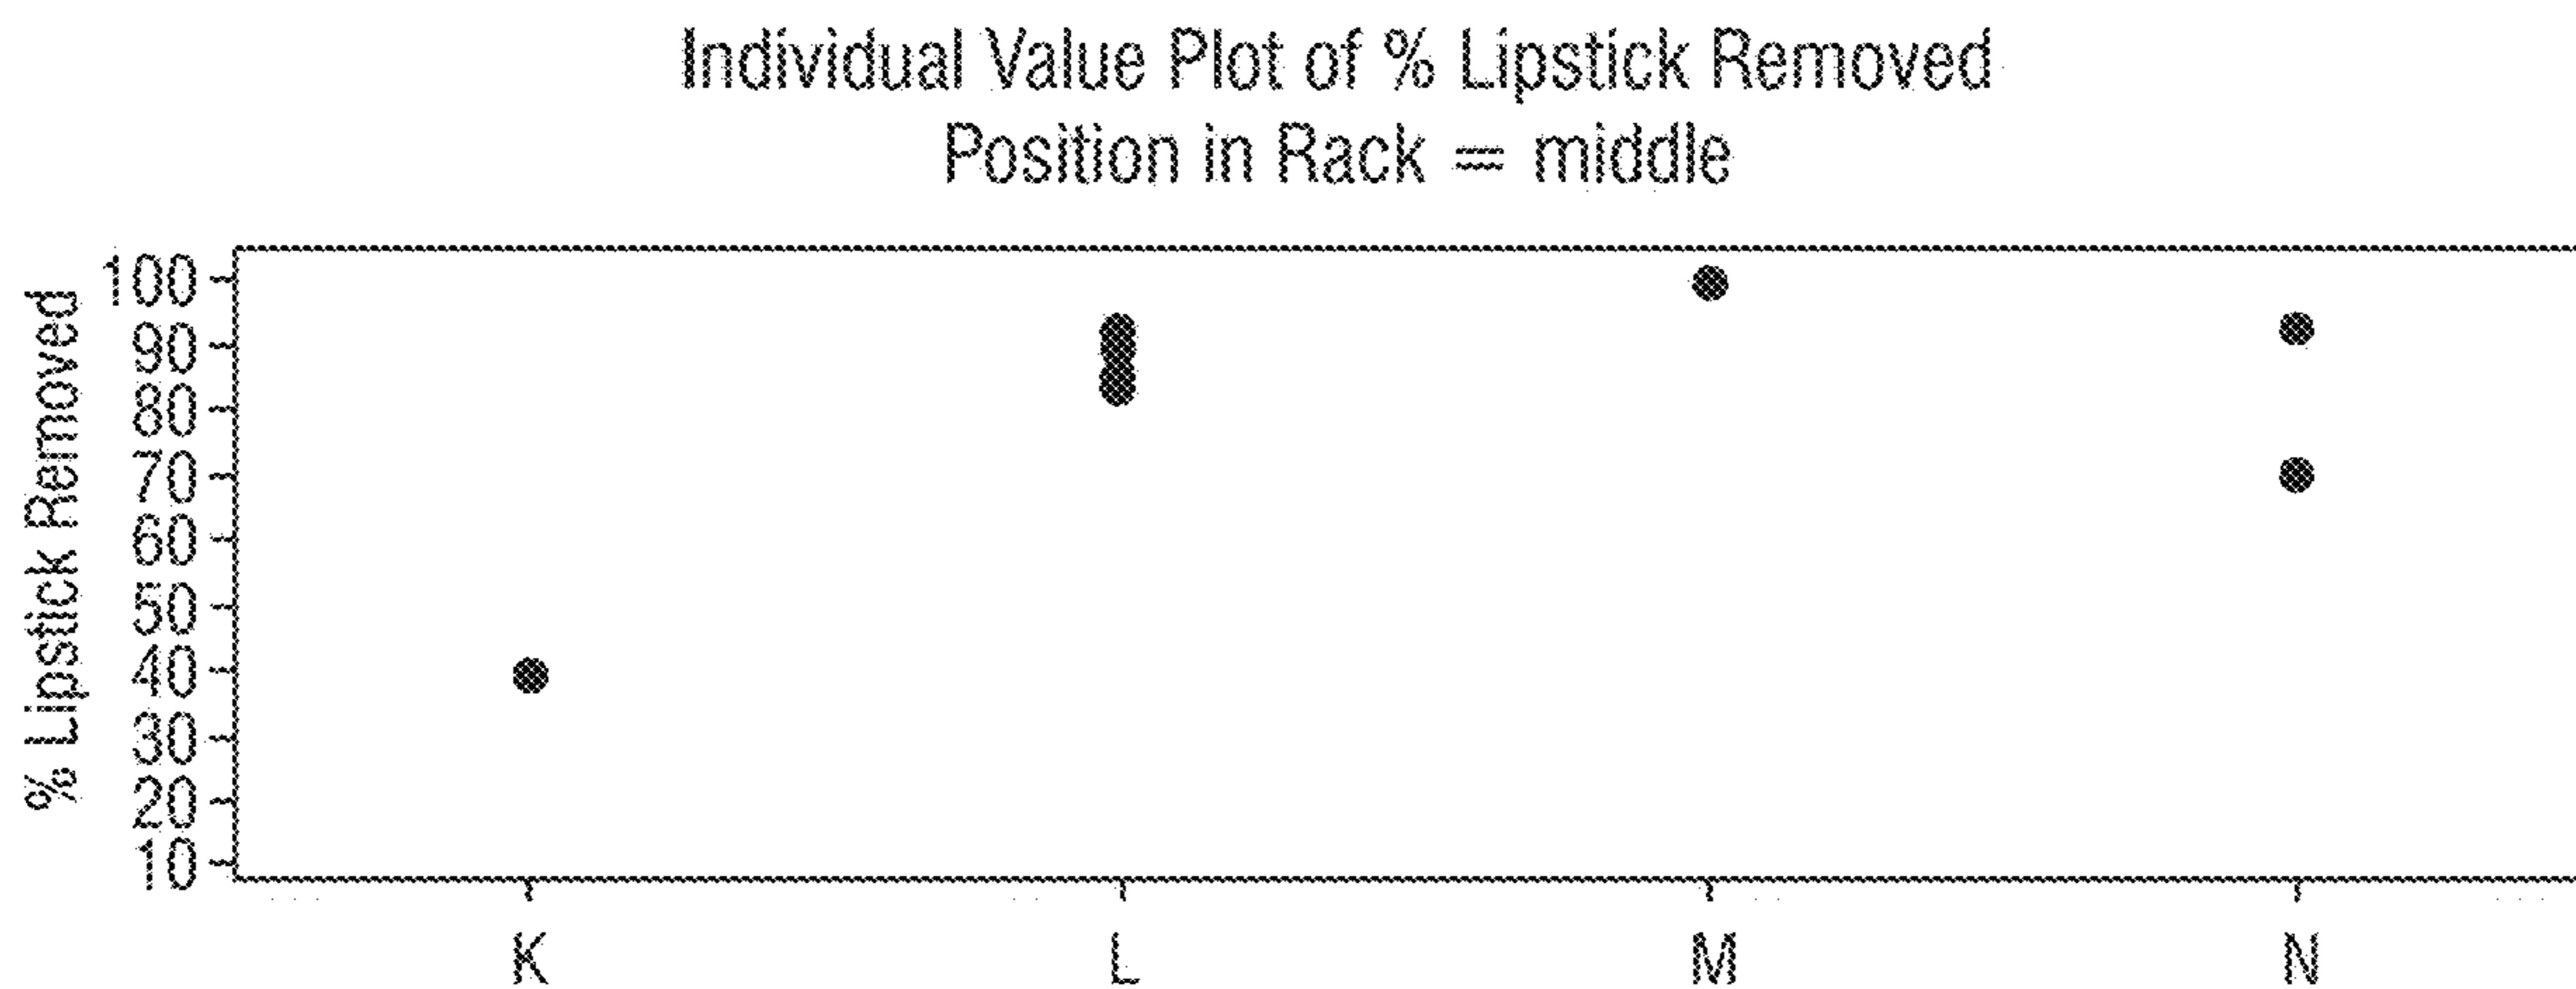 Individual Value Plot of % Lipstick Removed
Position in Rack = middle
% Lipstick Removed
100
90
80
70
60
50
40
30
20
10
K L M N